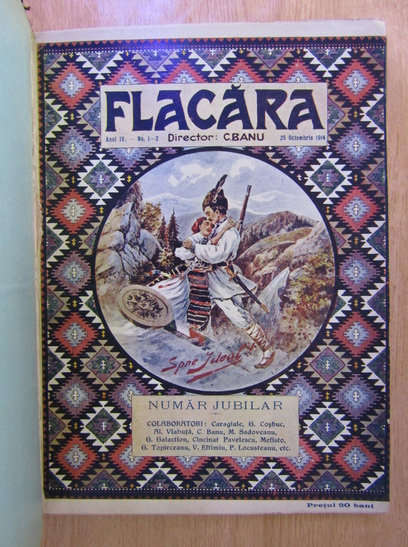 FLACĂRA
Anul IV. — No. 1—2 Director: C. BANU 25 Octombrie 1914
Spre Ideal
NUMĂR JUBILAR
COLABORATORI: Caragiale, G. Coșbuc,
Al. Vlahuță, C. Banu, M. Sadoveanu,
G. Galaction, Cincinat Pavelescu, Mefisto,
G. Topîrceanu, V. Eftimiu, P. Locusteanu, etc.
Prețul 20 bani